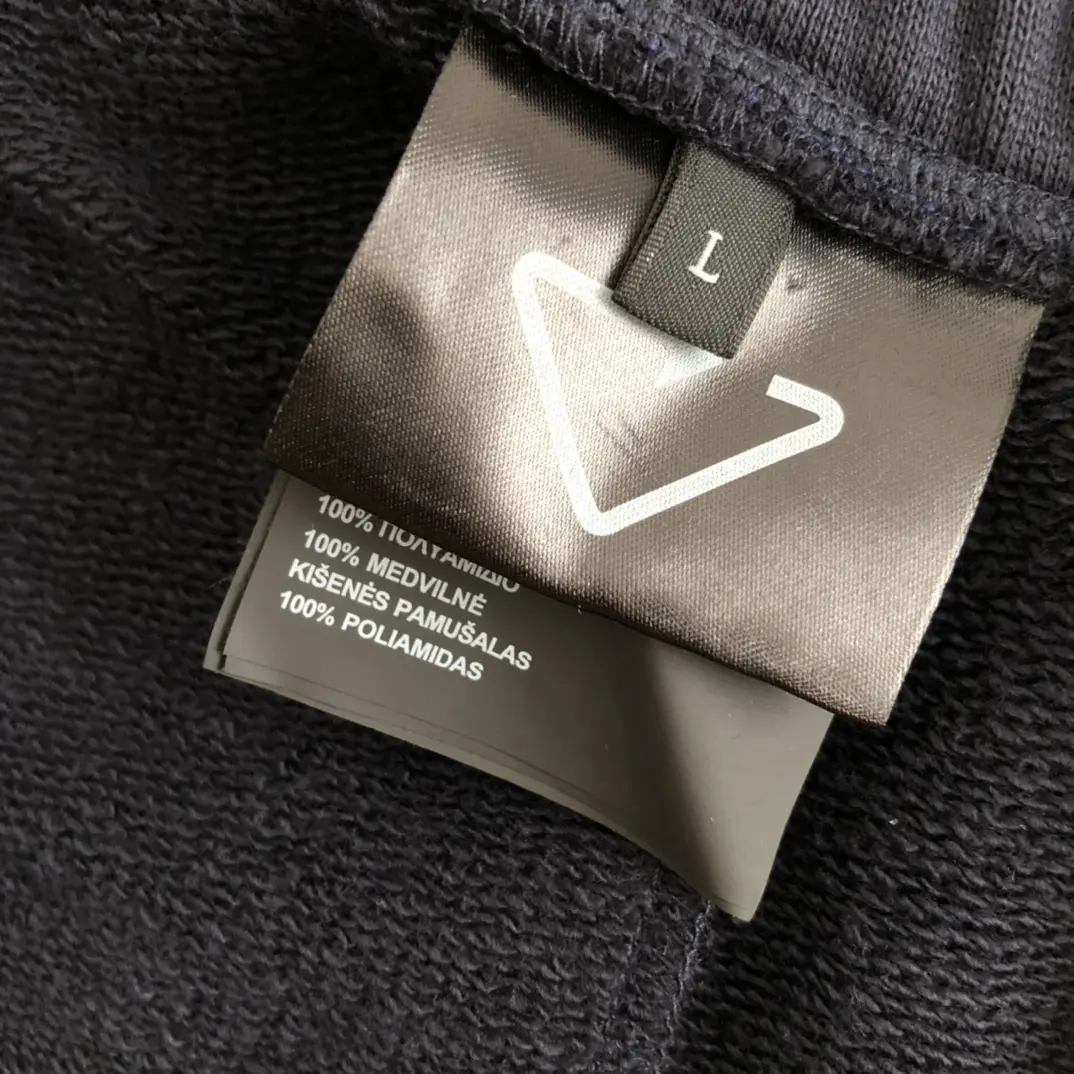 L
100% ΠΟΛΥΑΜΙΔΙΟ
100% MEDVILNĖ
KIŠENĖS PAMUŠALAS
100% POLIAMIDAS